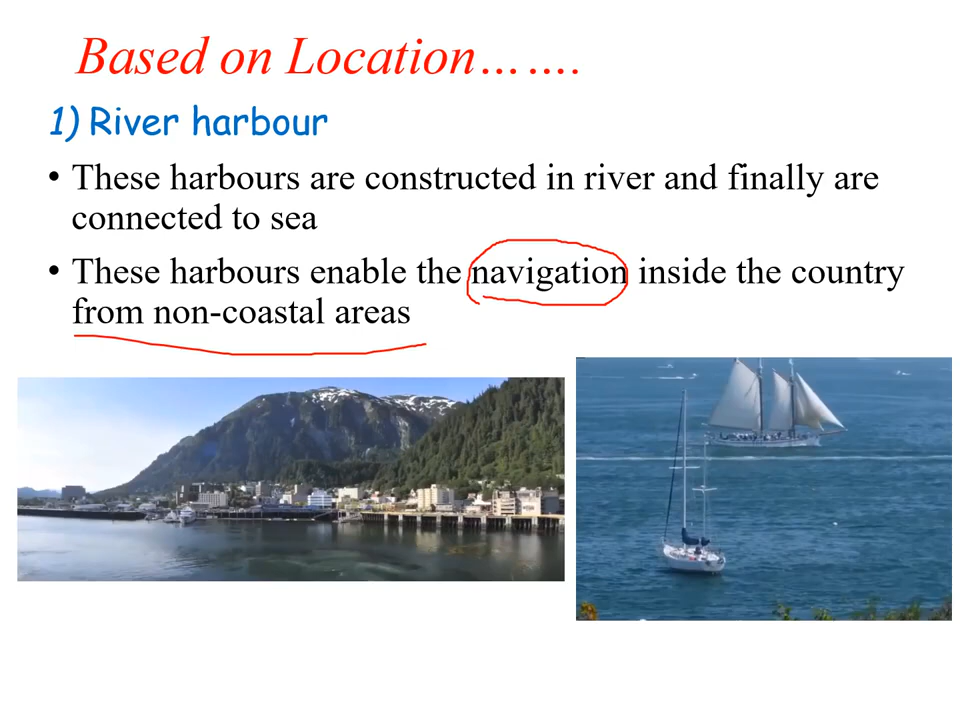 Based on Location…….
1) River harbour
• These harbours are constructed in river and finally are
connected to sea
• These harbours enable the navigation inside the country
from non-coastal areas